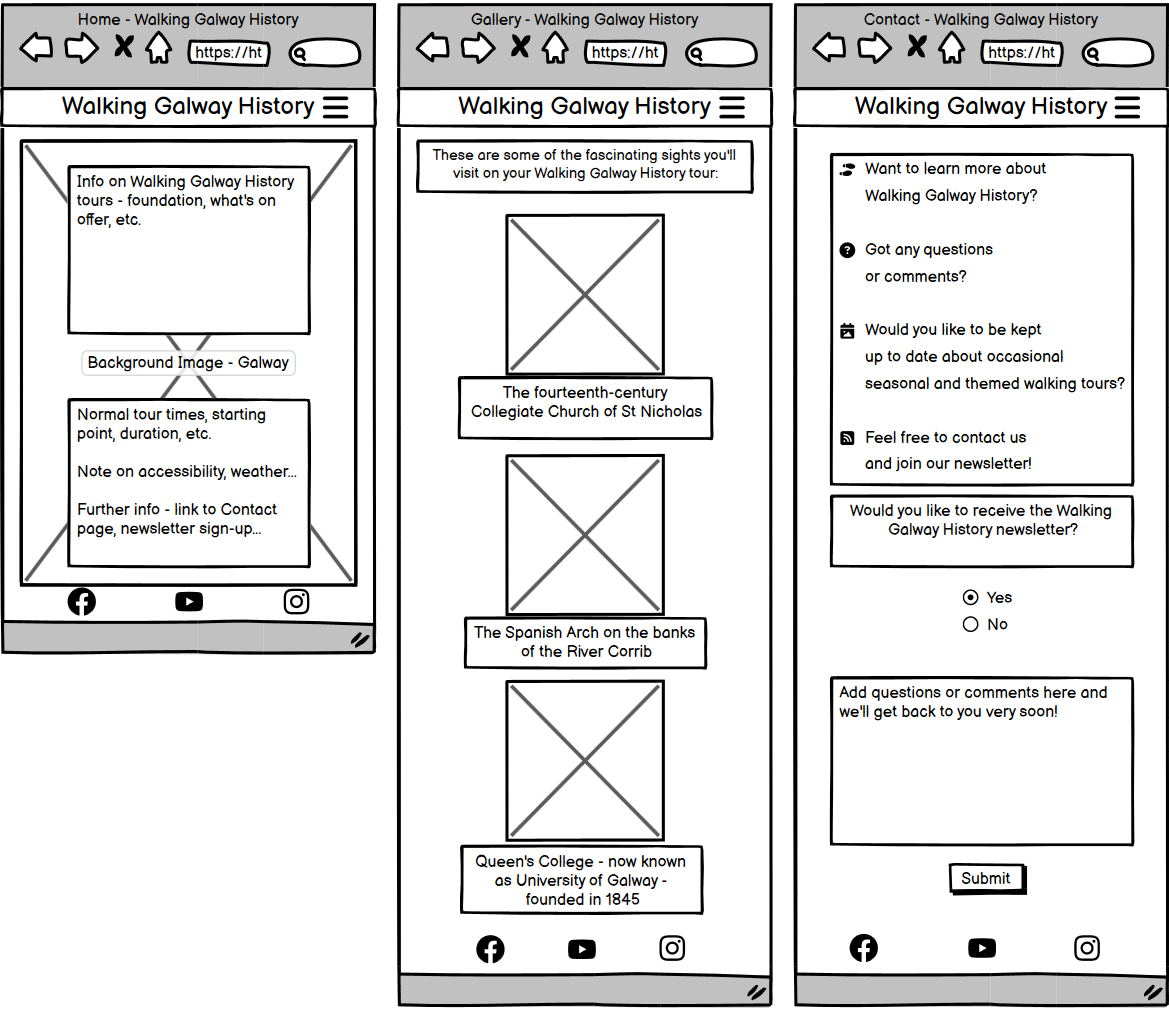 Home - Walking Galway History
https://ht
Walking Galway History
Info on Walking Galway History
tours - foundation, what's on
offer, etc.
Background Image - Galway
Normal tour times, starting
point, duration, etc.
Note on accessibility, weather...
Further info - link to Contact
page, newsletter sign-up...
Gallery - Walking Galway History
https://ht
Walking Galway History
These are some of the fascinating sights you'll
visit on your Walking Galway History tour:
The fourteenth-century
Collegiate Church of St Nicholas
The Spanish Arch on the banks
of the River Corrib
Queen's College - now known
as University of Galway -
founded in 1845
Contact - Walking Galway History
https://ht
Walking Galway History
Want to learn more about
Walking Galway History?
Got any questions
or comments?
Would you like to be kept
up to date about occasional
seasonal and themed walking tours?
Feel free to contact us
and join our newsletter!
Would you like to receive the Walking
Galway History newsletter?
Yes
No
Add questions or comments here and
we'll get back to you very soon!
Submit